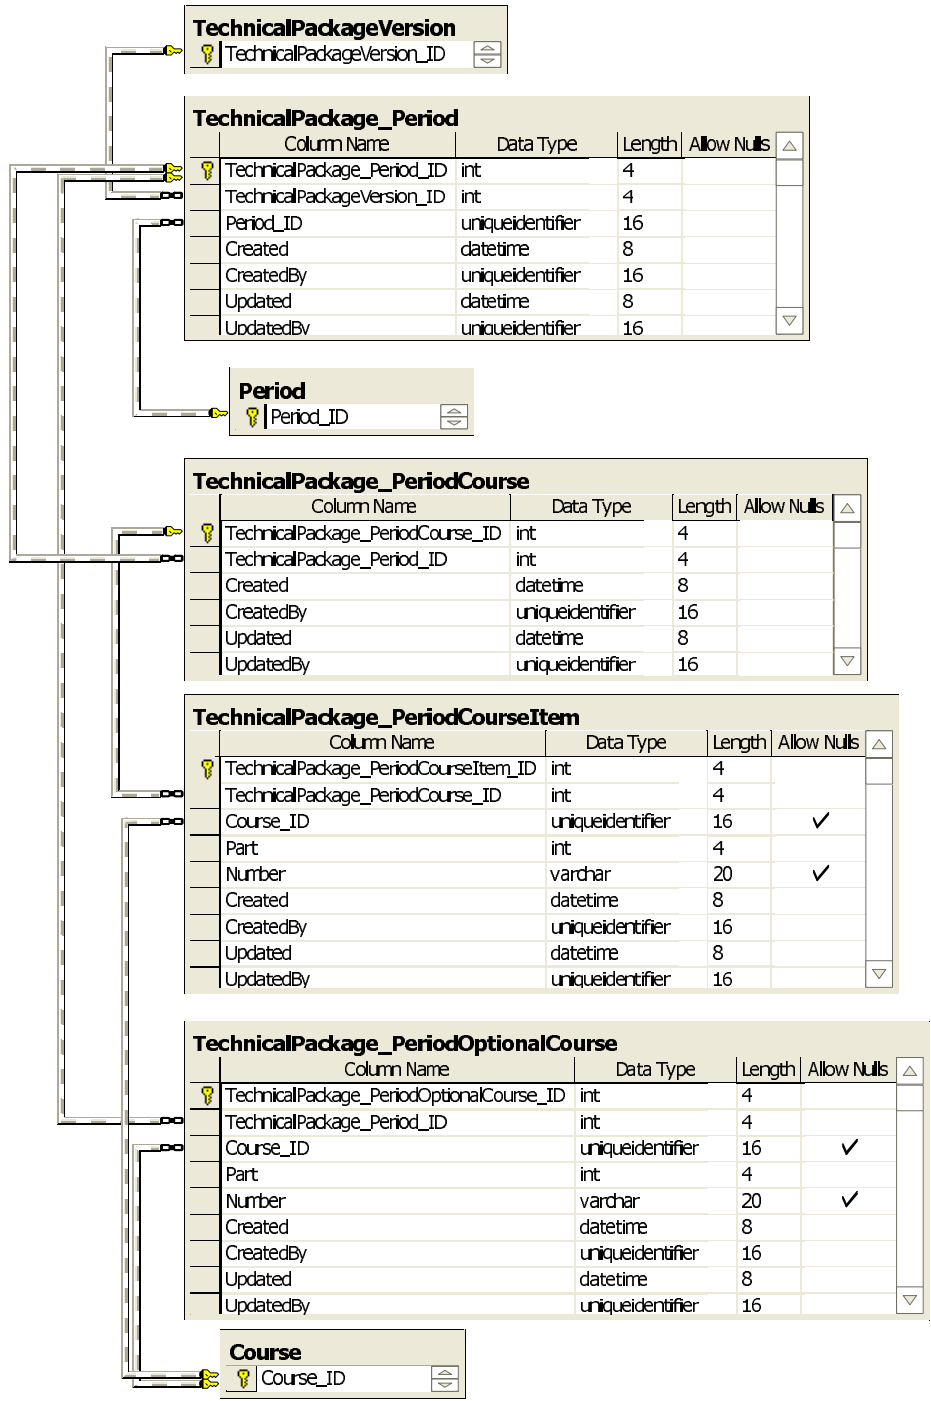 TechnicalPackageVersion
TechnicalPackageVersion_ID
TechnicalPackage_Period
Column Name Data Type Length Allow Nulls
TechnicalPackage_Period_ID int 4
TechnicalPackageVersion_ID int 4
Period_ID uniqueidentifier 16
Created datetime 8
CreatedBy uniqueidentifier 16
Updated datetime 8
UpdatedBy uniqueidentifier 16
Period
Period_ID
TechnicalPackage_PeriodCourse
Column Name Data Type Length Allow Nulls
TechnicalPackage_PeriodCourse_ID int 4
TechnicalPackage_Period_ID int 4
Created datetime 8
CreatedBy uniqueidentifier 16
Updated datetime 8
UpdatedBy uniqueidentifier 16
TechnicalPackage_PeriodCourseItem
Column Name Data Type Length Allow Nulls
TechnicalPackage_PeriodCourseItem_ID int 4
TechnicalPackage_PeriodCourse_ID int 4
Course_ID uniqueidentifier 16 ✓
Part int 4
Number varchar 20 ✓
Created datetime 8
CreatedBy uniqueidentifier 16
Updated datetime 8
UpdatedBy uniqueidentifier 16
TechnicalPackage_PeriodOptionalCourse
Column Name Data Type Length Allow Nulls
TechnicalPackage_PeriodOptionalCourse_ID int 4
TechnicalPackage_Period_ID int 4
Course_ID uniqueidentifier 16 ✓
Part int 4
Number varchar 20 ✓
Created datetime 8
CreatedBy uniqueidentifier 16
Updated datetime 8
UpdatedBy uniqueidentifier 16
Course
Course_ID